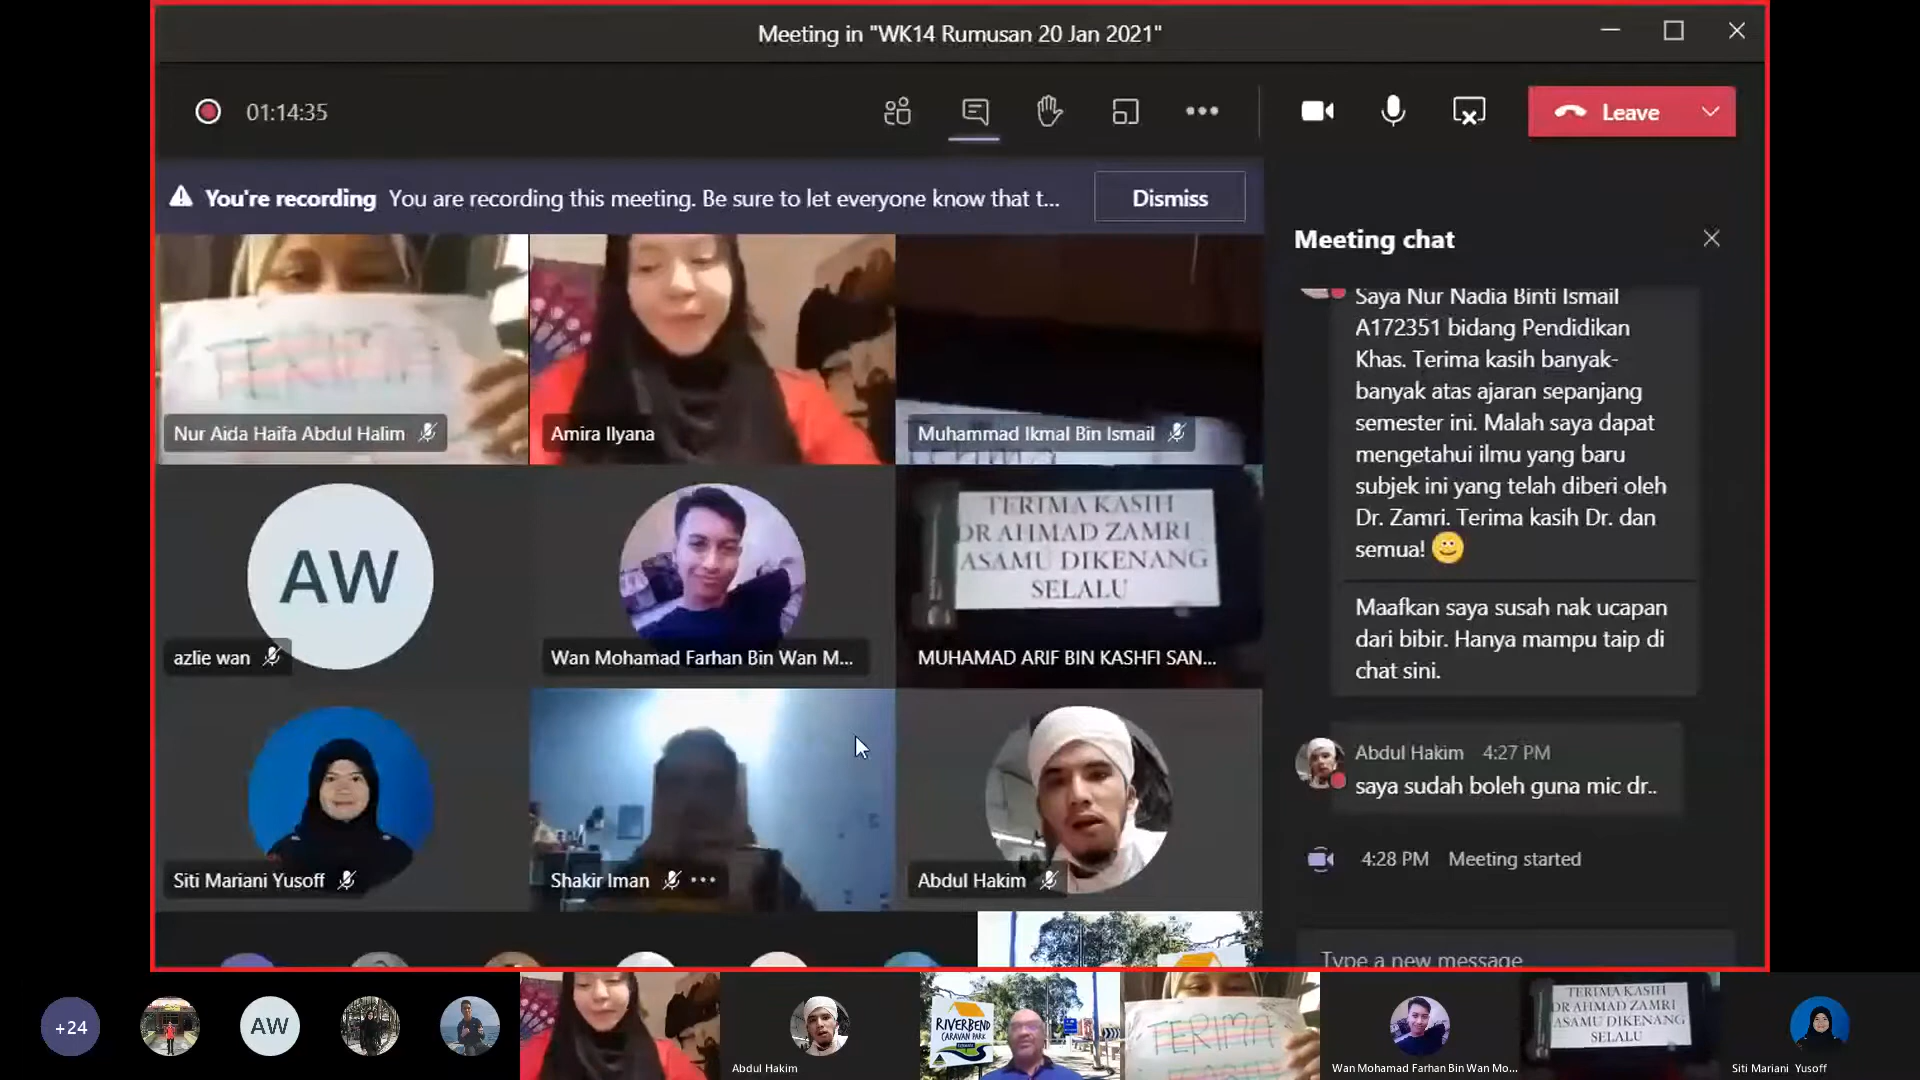 Meeting in "WK14 Rumusan 20 Jan 2021"
01:14:35
Leave
You're recording You are recording this meeting. Be sure to let everyone know that t...
Dismiss
Meeting chat
TERIMA
Nur Aida Haifa Abdul Halim
Amira Ilyana
Muhammad Ikmal Bin Ismail
Saya Nur Nadia Binti Ismail
A172351 bidang Pendidikan
Khas. Terima kasih banyak-
banyak atas ajaran sepanjang
semester ini. Malah saya dapat
mengetahui ilmu yang baru
subjek ini yang telah diberi oleh
Dr. Zamri. Terima kasih Dr. dan
semua!
Maafkan saya susah nak ucapan
dari bibir. Hanya mampu taip di
chat sini.
AW
azlie wan
Wan Mohamad Farhan Bin Wan M...
TERIMA KASIH
DR AHMAD ZAMRI
ASAMU DIKENANG
SELALU
MUHAMAD ARIF BIN KASHFI SAN...
Siti Mariani Yusoff
Shakir Iman
Abdul Hakim
Abdul Hakim 4:27 PM
saya sudah boleh guna mic dr..
4:28 PM Meeting started
Type a new message
+24
AW
Abdul Hakim
RIVERBEND
CARAVAN PARK
TERIMA
Wan Mohamad Farhan Bin Wan Mo...
TERIMA KASIH
DR AHMAD ZAMRI
ASAMU DIKENANG
SELALU
Siti Mariani Yusoff